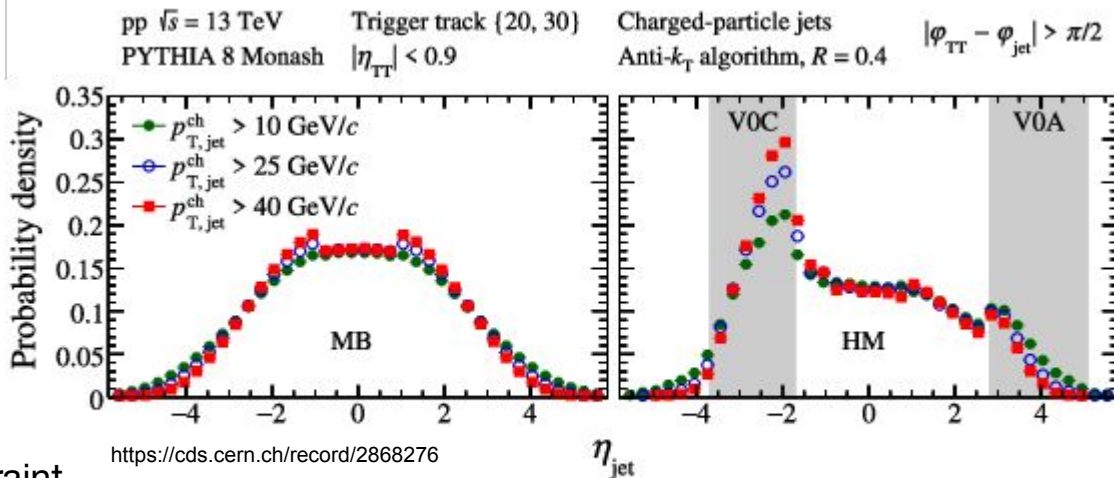 pp √s = 13 TeV Trigger track {20, 30} Charged-particle jets |φ_TT − φ_jet| > π/2
PYTHIA 8 Monash |η_TT| < 0.9 Anti-k_T algorithm, R = 0.4
0.35
0.3
0.25
0.2
0.15
0.1
0.05
0
Probability density
p^ch_T, jet > 10 GeV/c
p^ch_T, jet > 25 GeV/c
p^ch_T, jet > 40 GeV/c
MB
V0C V0A
HM
−4 −2 0 2 4 −4 −2 0 2 4
https://cds.cern.ch/record/2868276
η_jet
raint